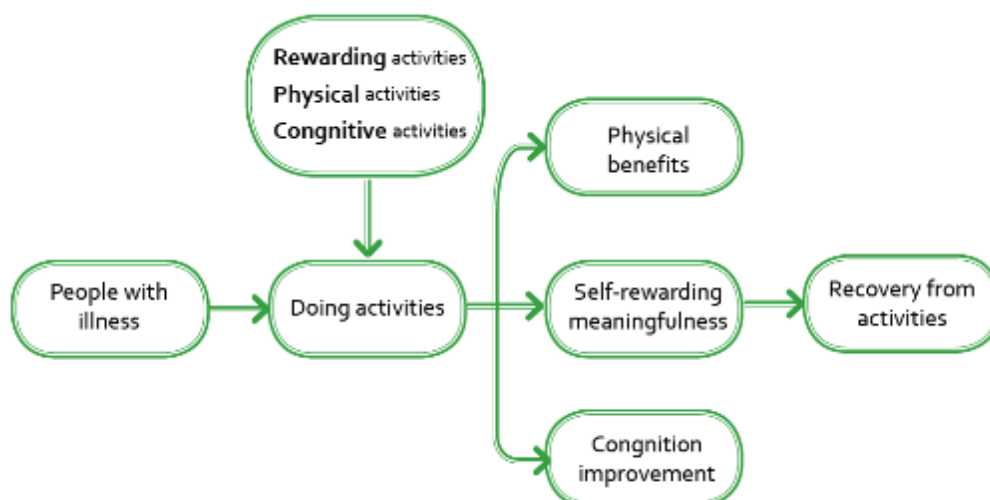 Rewarding activities
Physical activities
Congnitive activities
Physical
benefits
People with
illness
Doing activities
Self-rewarding
meaningfulness
Recovery from
activities
Congnition
improvement